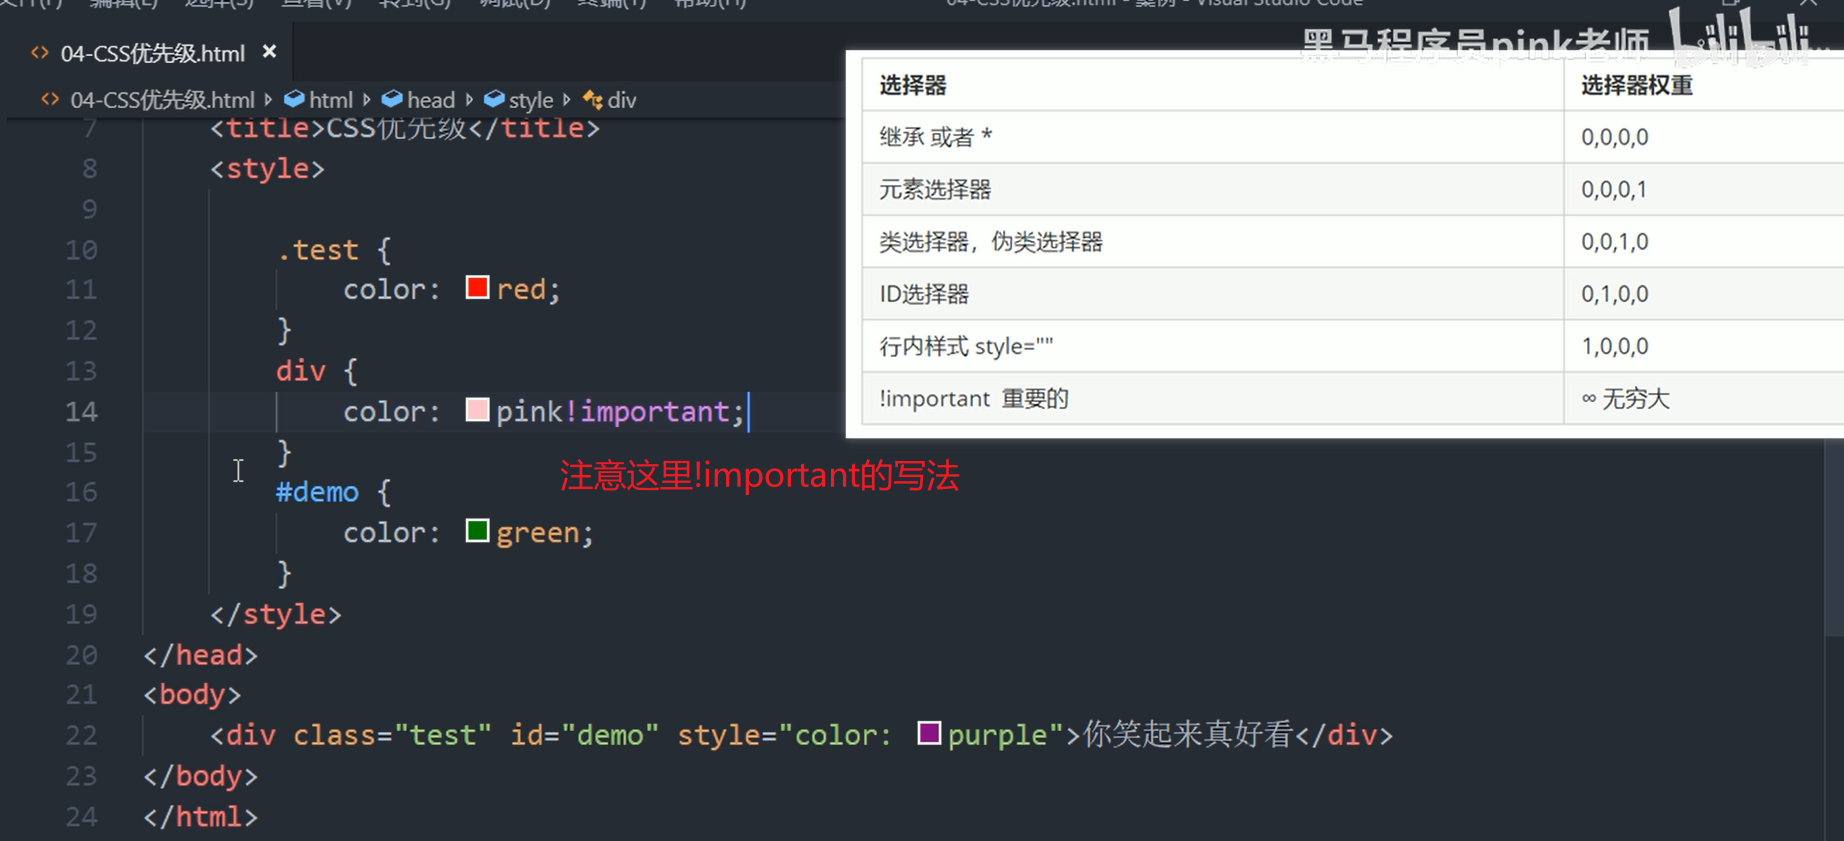 文件(F) 编辑(E) 选择(S) 查看(V) 转到(G) 调试(D) 终端(T) 帮助(H) 04-CSS优先级.html - 案例 - Visual Studio Code
04-CSS优先级.html
黑马程序员pink老师 bilibili
04-CSS优先级.html html head style div
7 <title>CSS优先级</title>
8 <style>
9
10 .test {
11 color: red;
12 }
13 div {
14 color: pink!important;
15 }
16 #demo {
17 color: green;
18 }
19 </style>
20 </head>
21 <body>
22 <div class="test" id="demo" style="color: purple">你笑起来真好看</div>
23 </body>
24 </html>
选择器 选择器权重
继承 或者 * 0,0,0,0
元素选择器 0,0,0,1
类选择器，伪类选择器 0,0,1,0
ID选择器 0,1,0,0
行内样式 style="" 1,0,0,0
!important 重要的 ∞ 无穷大
注意这里!important的写法